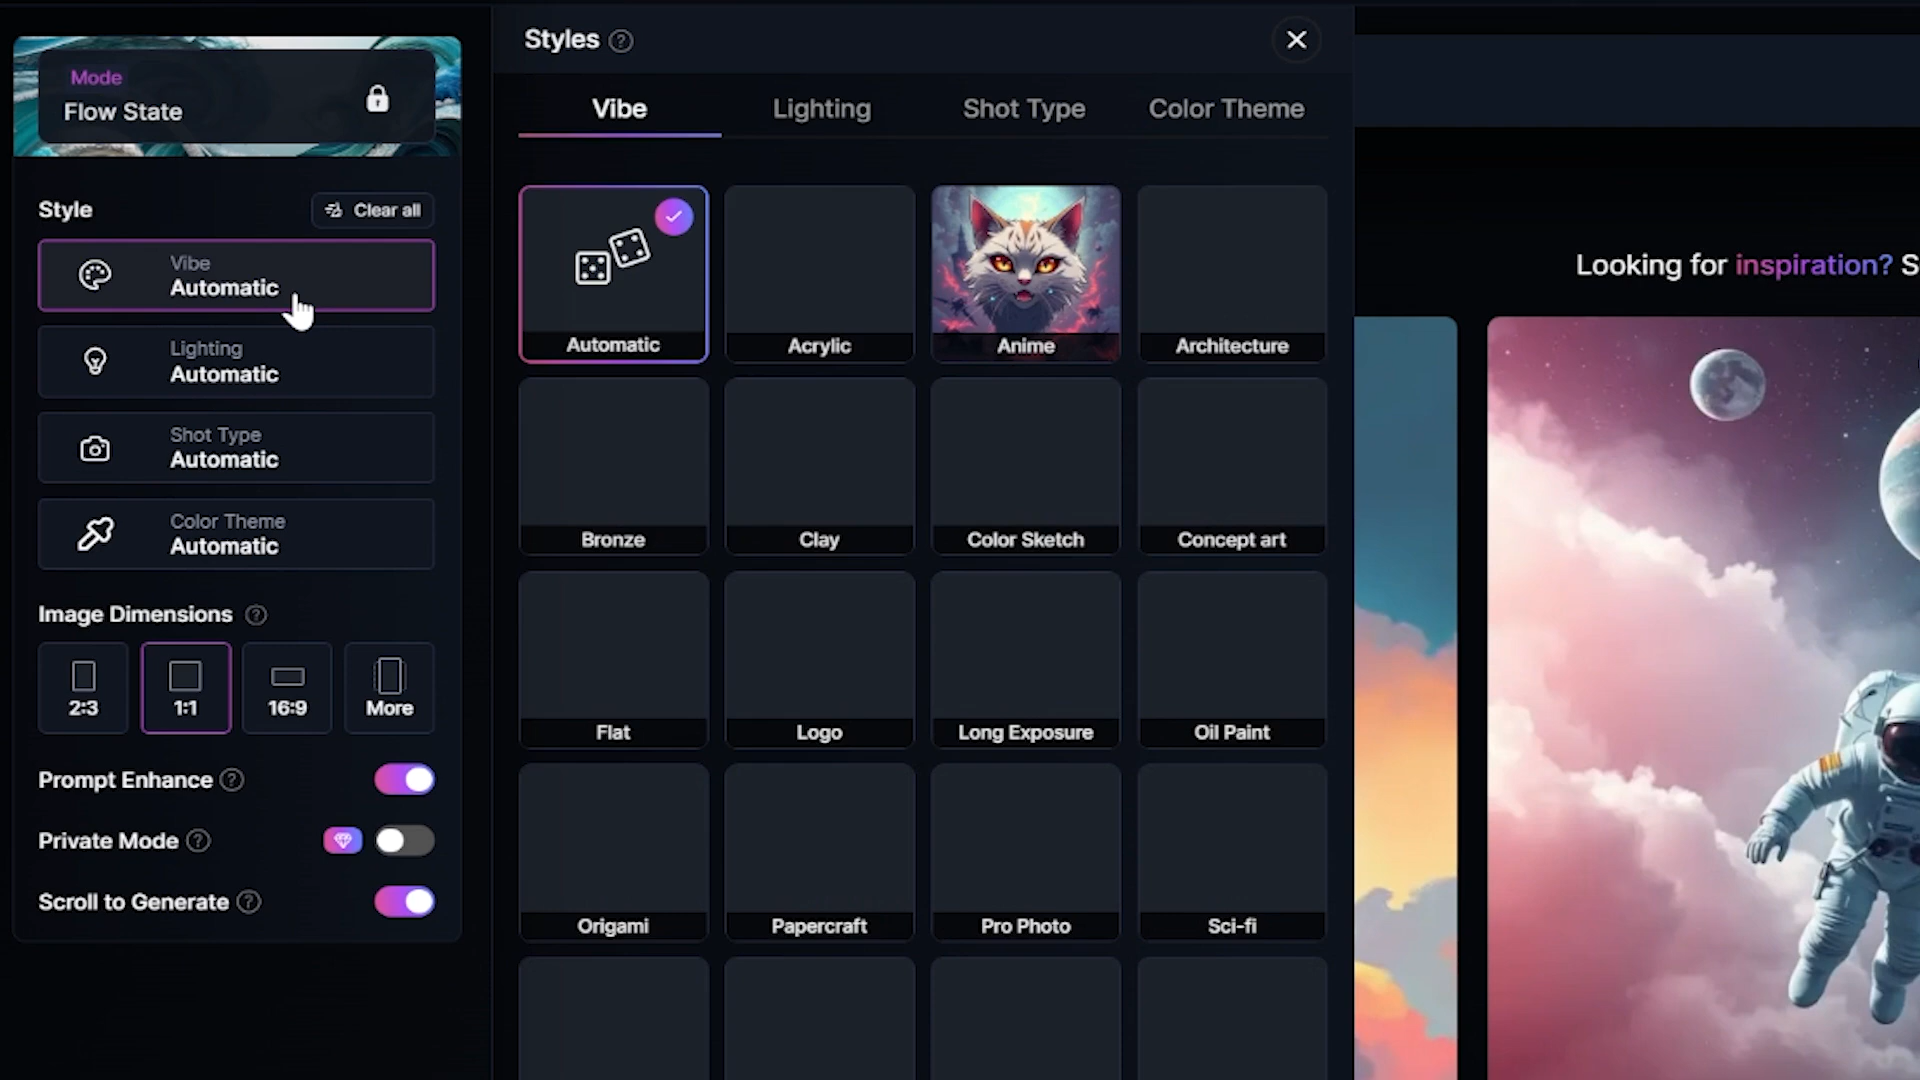 Mode
Flow State
Style
Clear all
Vibe
Automatic
Lighting
Automatic
Shot Type
Automatic
Color Theme
Automatic
Image Dimensions
2:3
1:1
16:9
More
Prompt Enhance
Private Mode
Scroll to Generate
Styles
Vibe Lighting Shot Type Color Theme
Automatic Acrylic Anime Architecture
Bronze Clay Color Sketch Concept art
Flat Logo Long Exposure Oil Paint
Origami Papercraft Pro Photo Sci-fi
Looking for inspiration? S